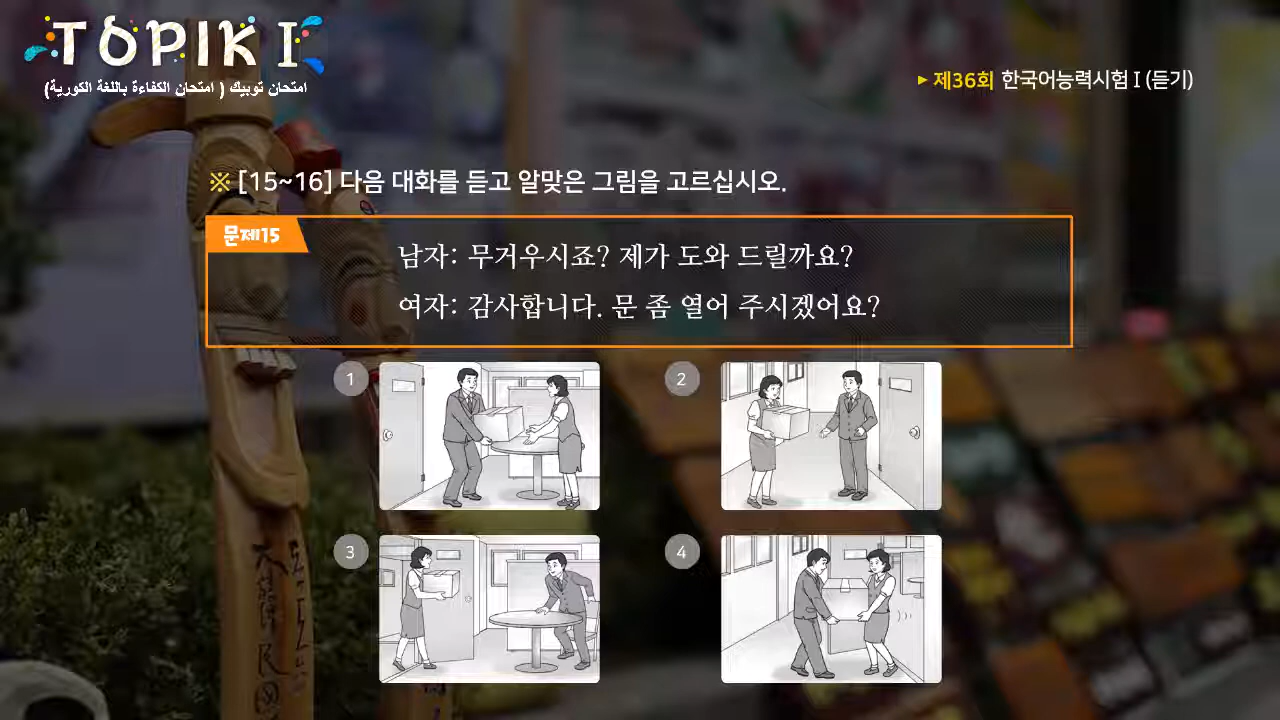 TOPIK I
امتحان توبيك ( امتحان الكفاءة باللغة الكورية)
▸ 제36회 한국어능력시험 I (듣기)
※ [15~16] 다음 대화를 듣고 알맞은 그림을 고르십시오.
문제15
남자: 무거우시죠? 제가 도와 드릴까요?
여자: 감사합니다. 문 좀 열어 주시겠어요?
1
2
3
4